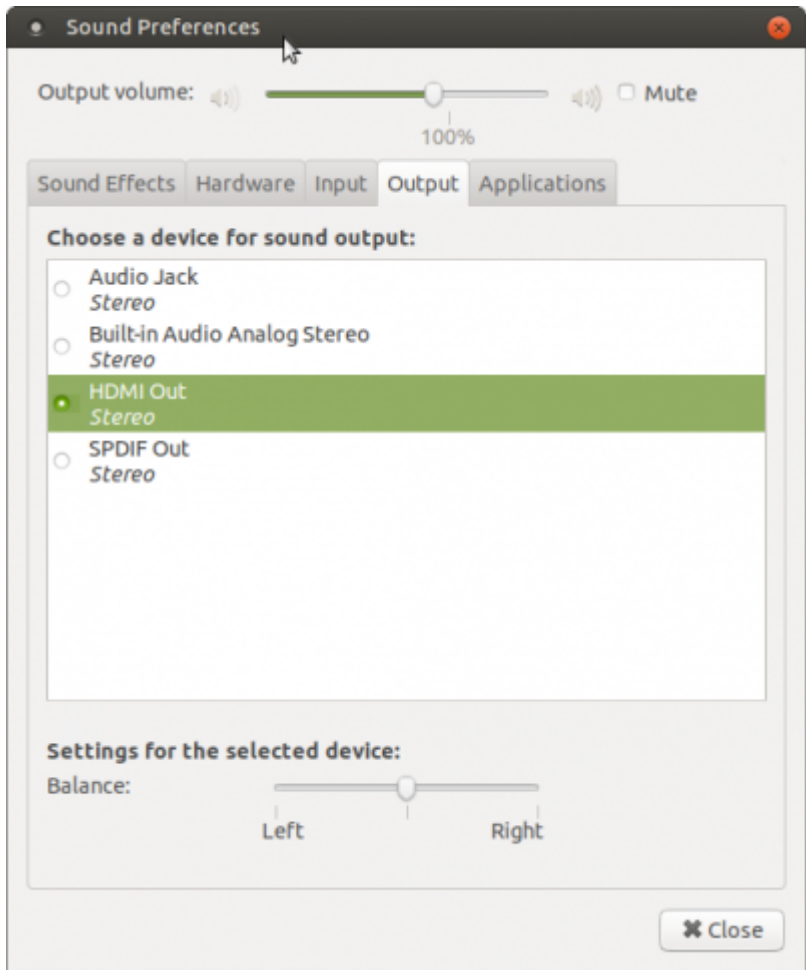 Sound Preferences
Output volume:
Mute
100%
Sound Effects Hardware Input Output Applications
Choose a device for sound output:
Audio Jack
Stereo
Built-in Audio Analog Stereo
Stereo
HDMI Out
Stereo
SPDIF Out
Stereo
Settings for the selected device:
Balance:
Left Right
Close